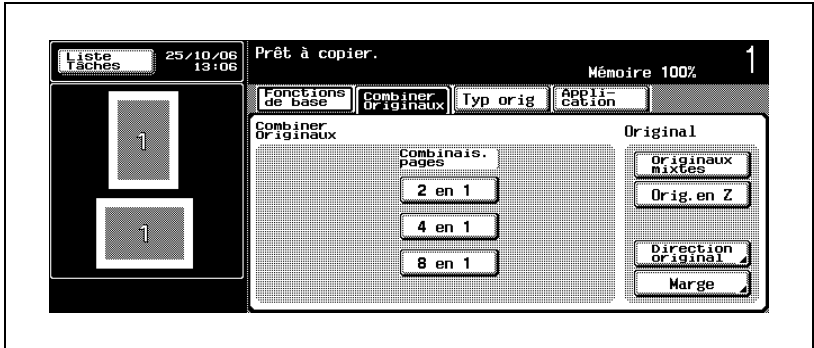 Liste
Tâches
25/10/06
13:06
Prêt à copier.
Mémoire 100%
1
Fonctions
de base
Combiner
Originaux
Typ orig
Appli-
cation
Combiner
Originaux
Original
Combinais.
pages
2 en 1
4 en 1
8 en 1
Originaux
mixtes
Orig.en Z
Direction
original
Marge
1
1